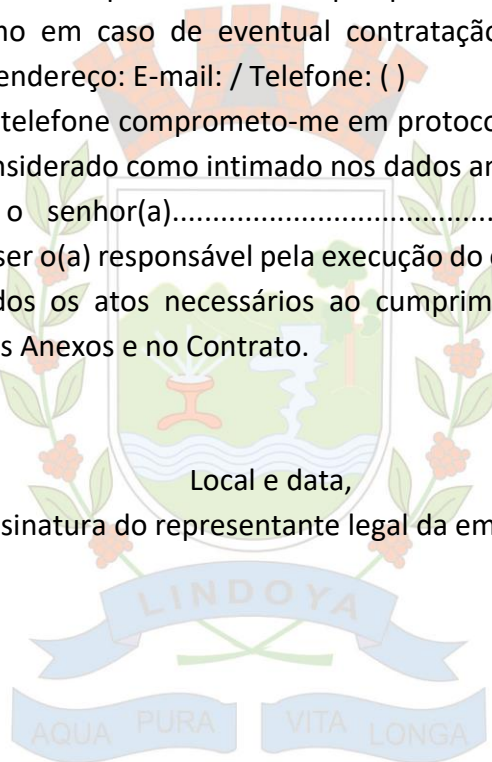 no em caso de eventual contratação
endereço: E-mail: / Telefone: ( )
telefone comprometo-me em protoco
nsiderado como intimado nos dados an
o senhor(a)......................................
ser o(a) responsável pela execução do
dos os atos necessários ao cumprim
s Anexos e no Contrato.
Local e data,
sinatura do representante legal da em
LINDOYA
AQUA PURA VITA LONGA